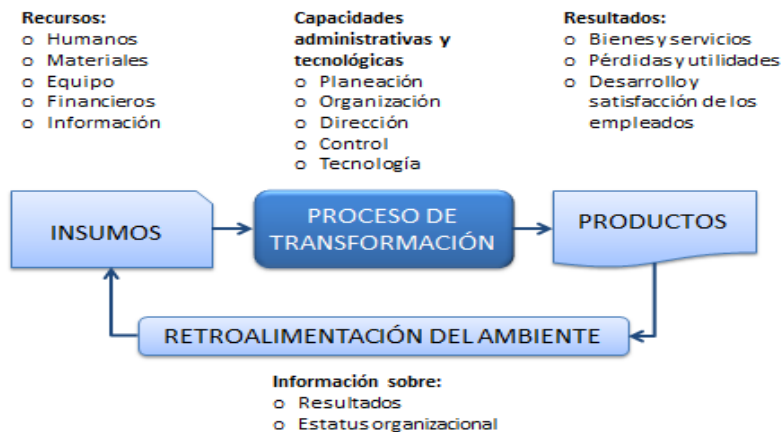 Recursos:
o Humanos
o Materiales
o Equipo
o Financieros
o Información
Capacidades
administrativas y
tecnológicas
o Planeación
o Organización
o Dirección
o Control
o Tecnología
Resultados:
o Bienes y servicios
o Pérdidas y utilidades
o Desarrollo y
satisfacción de los
empleados
INSUMOS
PROCESO DE
TRANSFORMACIÓN
PRODUCTOS
RETROALIMENTACIÓN DEL AMBIENTE
Información sobre:
o Resultados
o Estatus organizacional